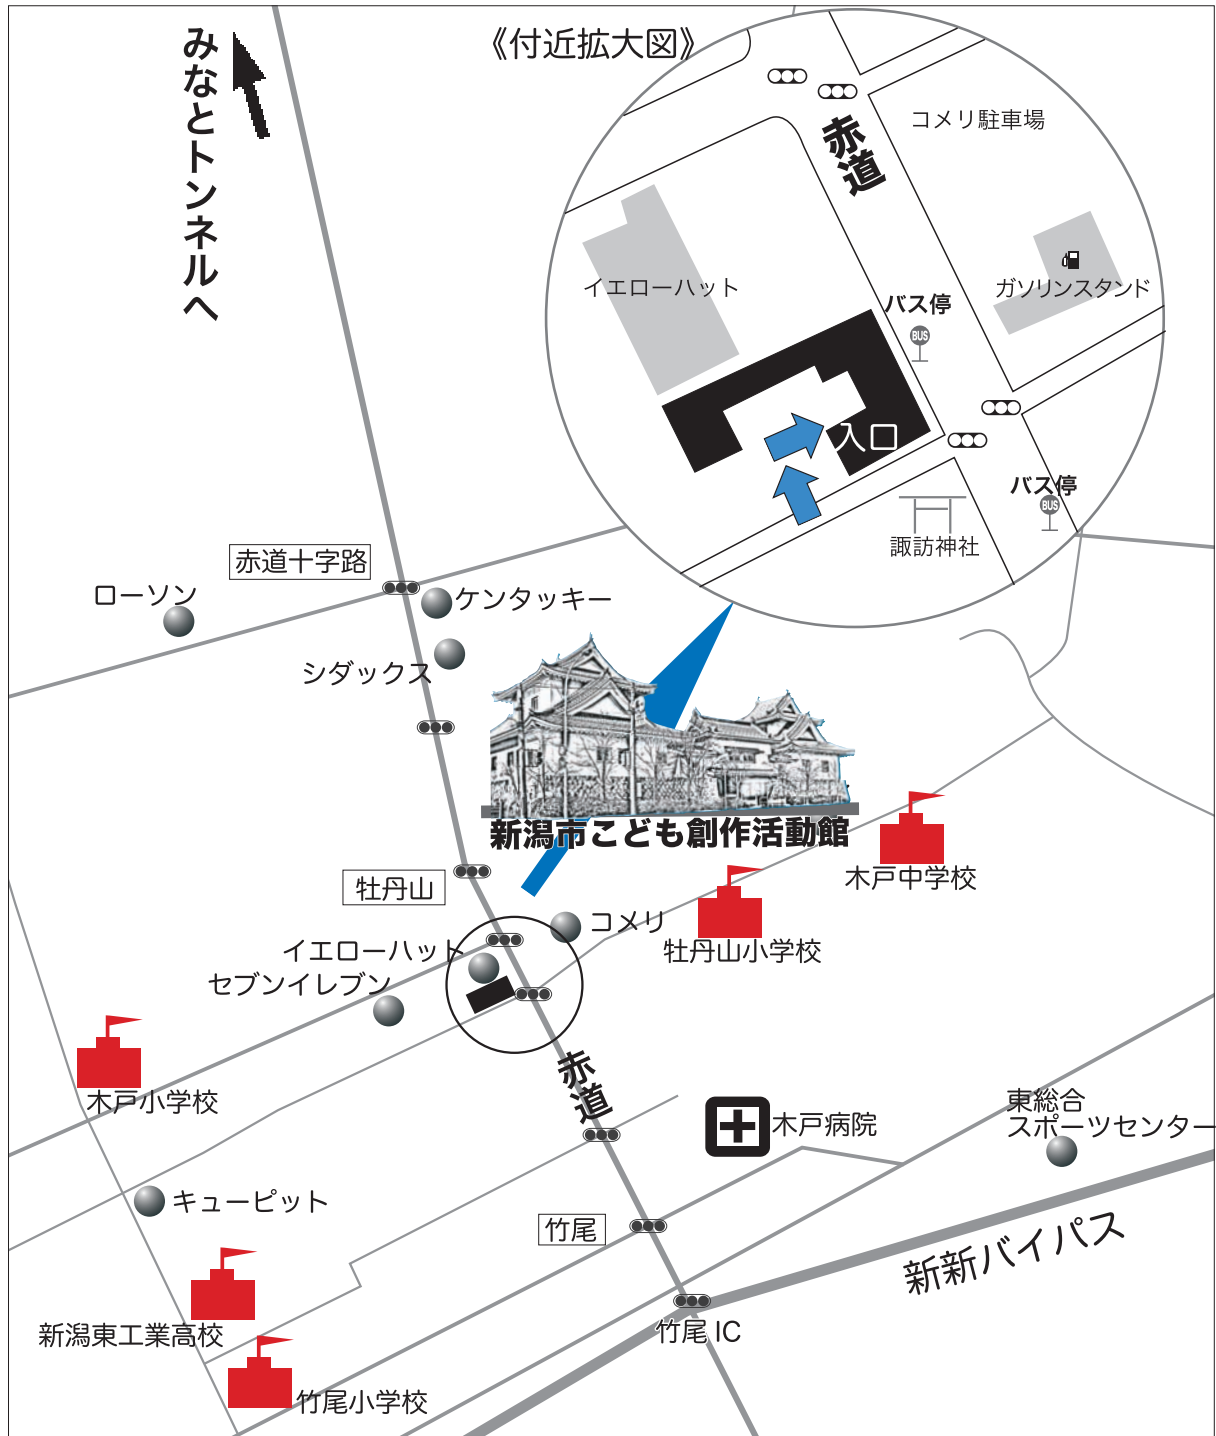 みなとトンネルへ
《付近拡大図》
赤道
コメリ駐車場
イエローハット
ガソリンスタンド
バス停
BUS
入口
バス停
BUS
諏訪神社
赤道十字路
ローソン
ケンタッキー
シダックス
新潟市こども創作活動館
木戸中学校
牡丹山
コメリ
牡丹山小学校
イエローハット
セブンイレブン
赤道
木戸小学校
木戸病院
東総合
スポーツセンター
キューピット
竹尾
新新バイパス
新潟東工業高校
竹尾IC
竹尾小学校